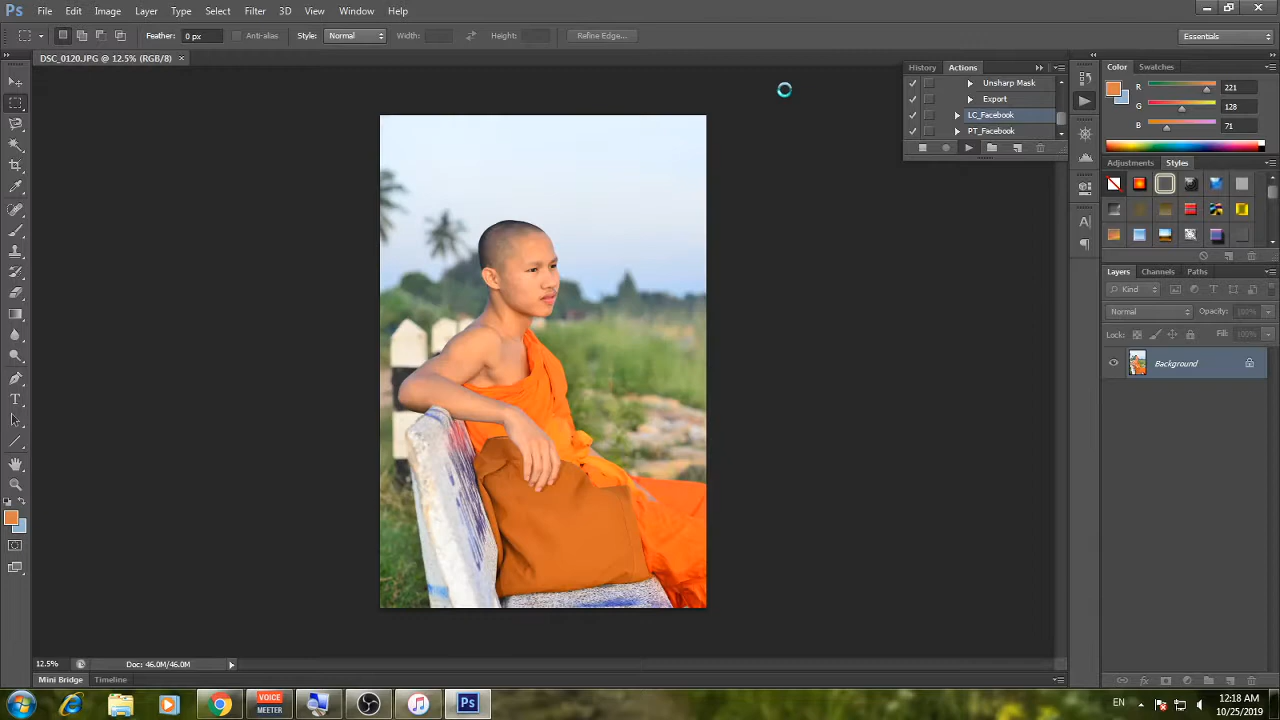 Ps File Edit Image Layer Type Select Filter 3D View Window Help
Feather: 0 px Anti-alias Style: Normal Width: Height: Refine Edge... Essentials
DSC_0120.JPG @ 12.5% (RGB/8) ×
History Actions
Unsharp Mask
Export
LC_Facebook
PT_Facebook
Color Swatches
R 221
G 128
B 71
Adjustments Styles
Layers Channels Paths
Kind
Normal Opacity: 100%
Lock: Fill: 100%
Background
12.5% Doc: 46.0M/46.0M
Mini Bridge Timeline
VOICE
MEETER
Ps
EN
12:18 AM
10/25/2019